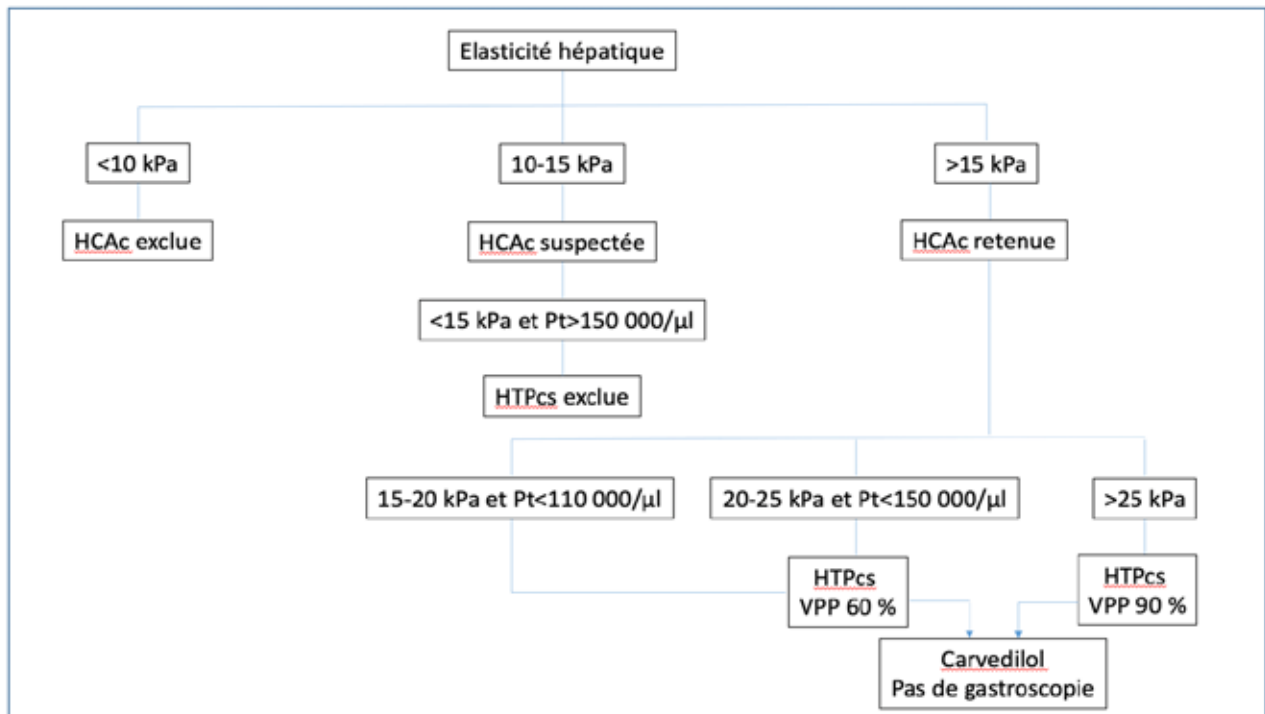 Elasticité hépatique
<10 kPa
10-15 kPa
>15 kPa
HCAc exclue
HCAc suspectée
HCAc retenue
<15 kPa et Pt>150 000/µl
HTPcs exclue
15-20 kPa et Pt<110 000/µl
20-25 kPa et Pt<150 000/µl
>25 kPa
HTPcs
VPP 60 %
HTPcs
VPP 90 %
Carvedilol
Pas de gastroscopie